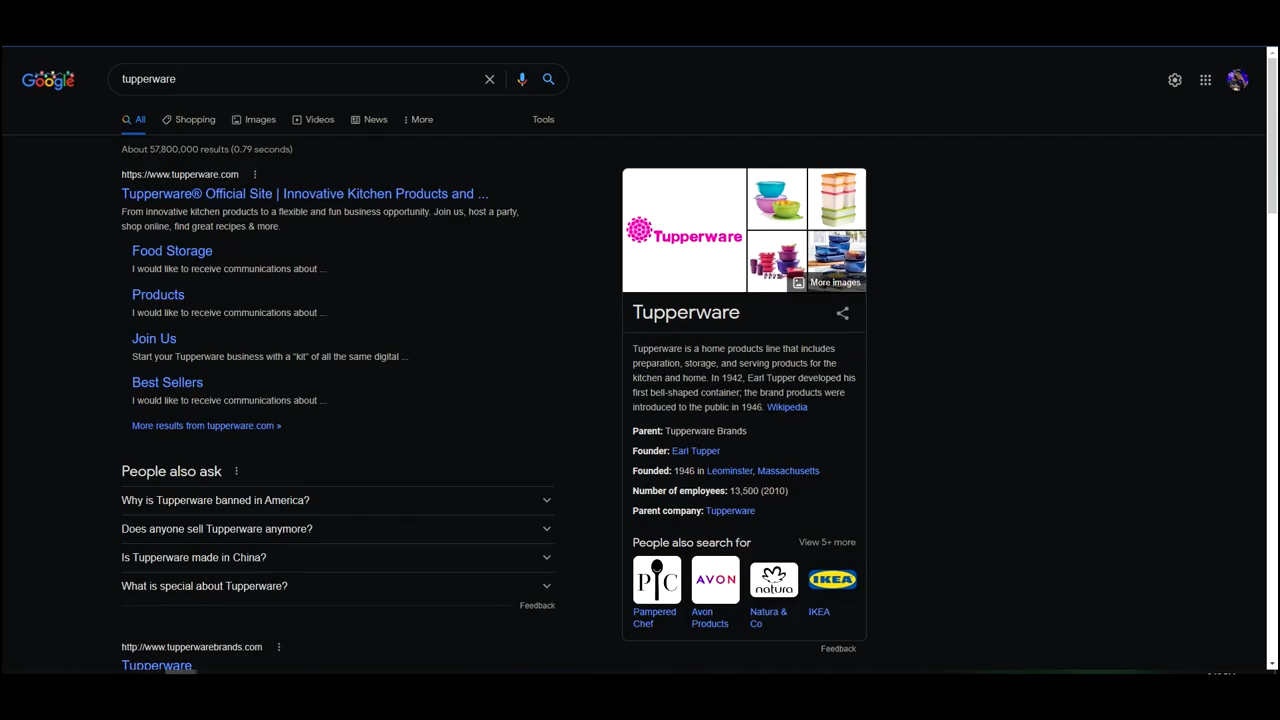 Google
tupperware
All
Shopping
Images
Videos
News
More
Tools
About 57,800,000 results (0.79 seconds)
https://www.tupperware.com
Tupperware® Official Site | Innovative Kitchen Products and ...
From innovative kitchen products to a flexible and fun business opportunity. Join us, host a party,
shop online, find great recipes & more.
Food Storage
I would like to receive communications about ...
Products
I would like to receive communications about ...
Join Us
Start your Tupperware business with a “kit” of all the same digital ...
Best Sellers
I would like to receive communications about ...
More results from tupperware.com »
People also ask
Why is Tupperware banned in America?
Does anyone sell Tupperware anymore?
Is Tupperware made in China?
What is special about Tupperware?
Feedback
http://www.tupperwarebrands.com
Tupperware
Tupperware
More images
Tupperware
Tupperware is a home products line that includes
preparation, storage, and serving products for the
kitchen and home. In 1942, Earl Tupper developed his
first bell-shaped container; the brand products were
introduced to the public in 1946. Wikipedia
Parent: Tupperware Brands
Founder: Earl Tupper
Founded: 1946 in Leominster, Massachusetts
Number of employees: 13,500 (2010)
Parent company: Tupperware
People also search for
View 5+ more
PC
AVON
natura
IKEA
Pampered
Chef
Avon
Products
Natura &
Co
IKEA
Feedback